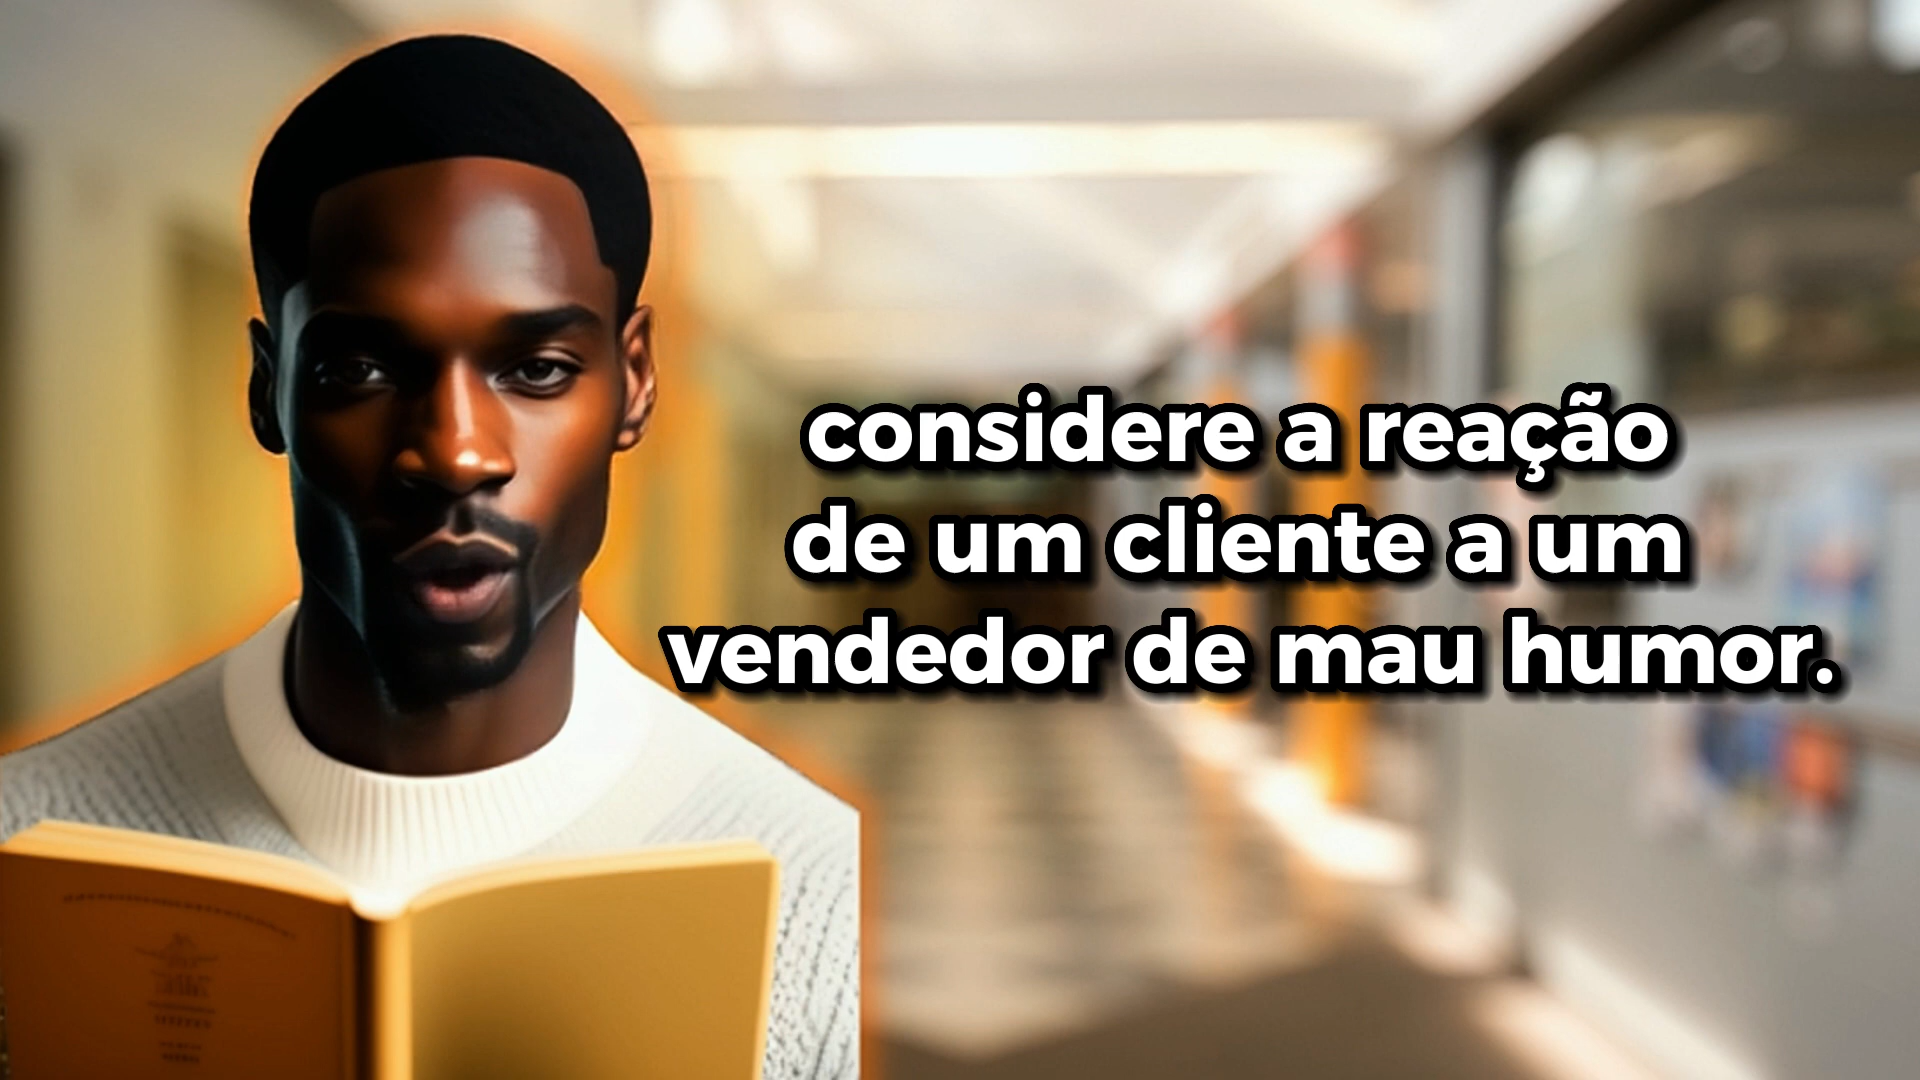 considere a reação
de um cliente a um
vendedor de mau humor.